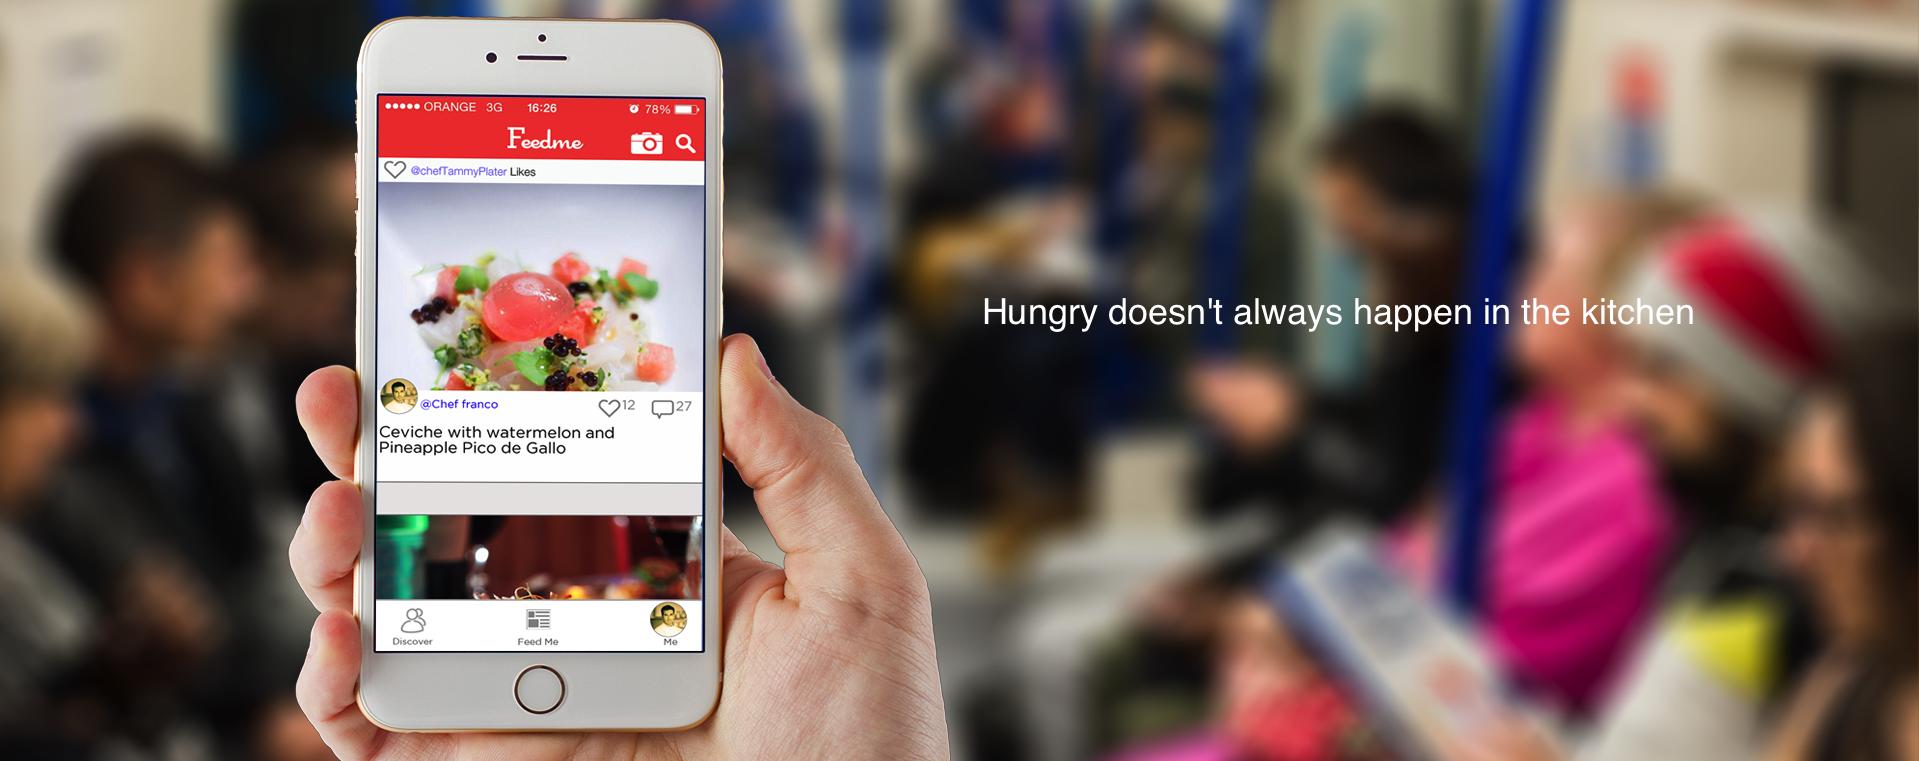 ORANGE 3G 16:26 78%
Feedme
@chefTammyPlater Likes
@Chef franco 12 27
Ceviche with watermelon and
Pineapple Pico de Gallo
Discover Feed Me Me
Hungry doesn't always happen in the kitchen